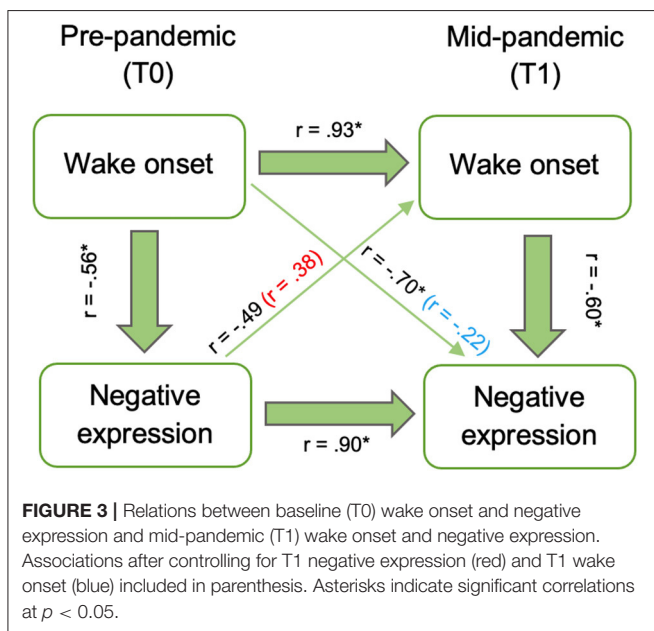 Pre-pandemic
(T0)
Mid-pandemic
(T1)
Wake onset
r = .93*
Wake onset
r = -.56*
r = -.49 (r = .38)
r = -.70* (r = -.22)
r = -.60*
Negative
expression
r = .90*
Negative
expression
FIGURE 3 | Relations between baseline (T0) wake onset and negative
expression and mid-pandemic (T1) wake onset and negative expression.
Associations after controlling for T1 negative expression (red) and T1 wake
onset (blue) included in parenthesis. Asterisks indicate significant correlations
at p < 0.05.